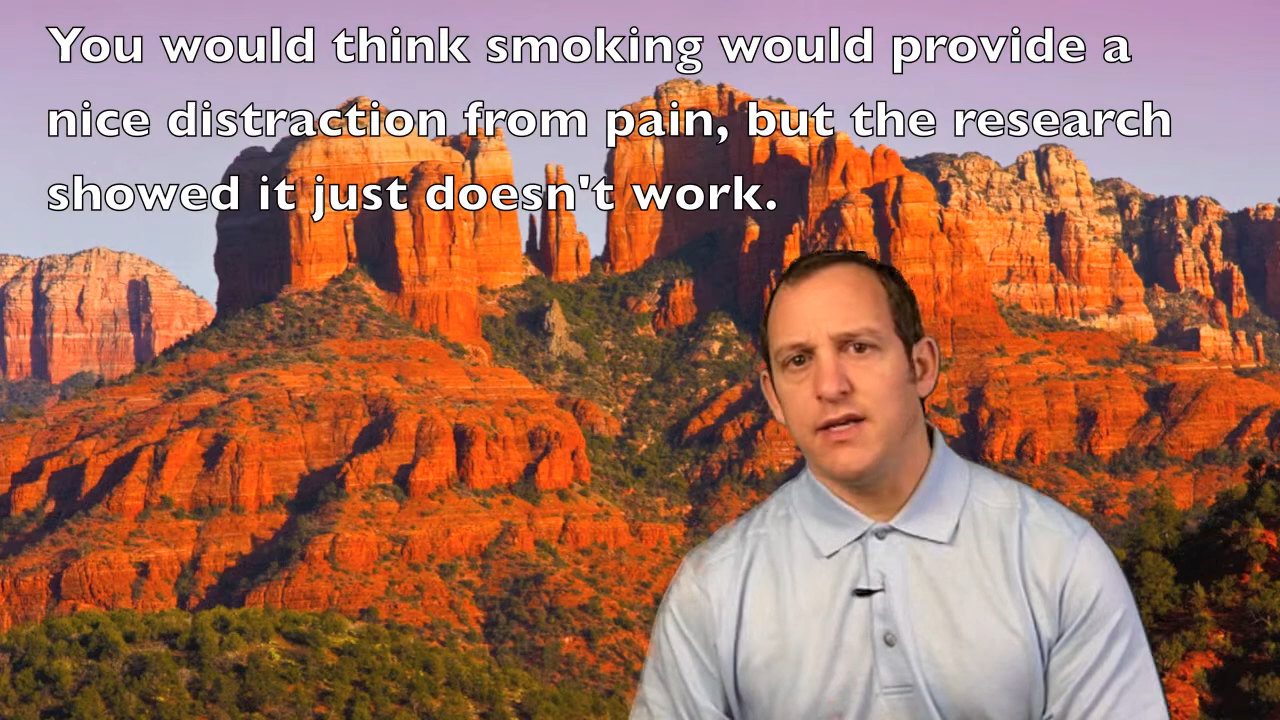 You would think smoking would provide a
nice distraction from pain, but the research
showed it just doesn't work.